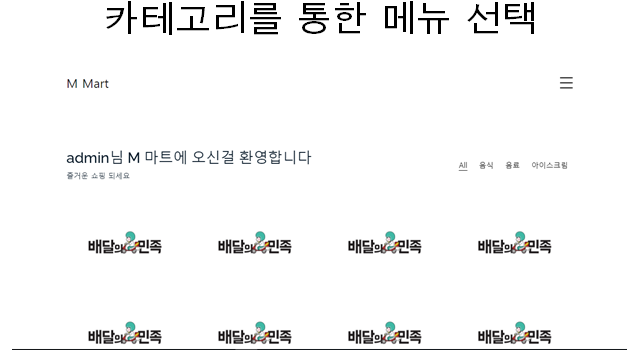 카테고리를 통한 메뉴 선택
M Mart
admin님 M 마트에 오신걸 환영합니다
즐거운 쇼핑 되세요
All 음식 음료 아이스크림
배달의민족 배달의민족 배달의민족 배달의민족
배달의민족 배달의민족 배달의민족 배달의민족